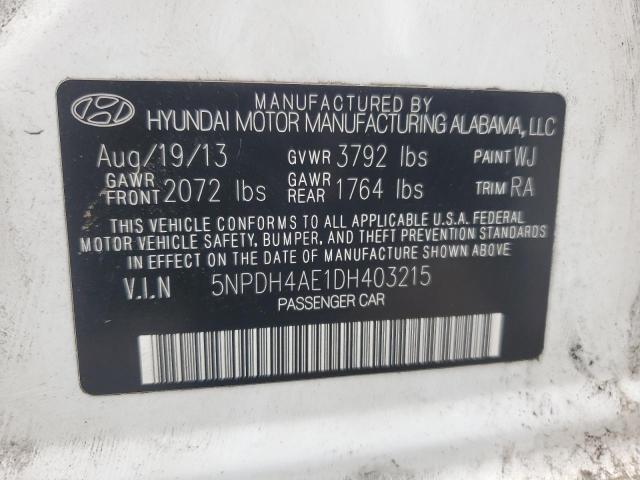 MANUFACTURED BY
HYUNDAI MOTOR MANUFACTURING ALABAMA, LLC
Aug/19/13 GVWR 3792 lbs PAINT WJ
GAWR FRONT 2072 lbs GAWR REAR 1764 lbs TRIM RA
THIS VEHICLE CONFORMS TO ALL APPLICABLE U.S.A. FEDERAL
MOTOR VEHICLE SAFETY, BUMPER, AND THEFT PREVENTION STANDARDS
IN EFFECT ON THE DATE OF MANUFACTURE SHOWN ABOVE.
V.I.N 5NPDH4AE1DH403215
PASSENGER CAR